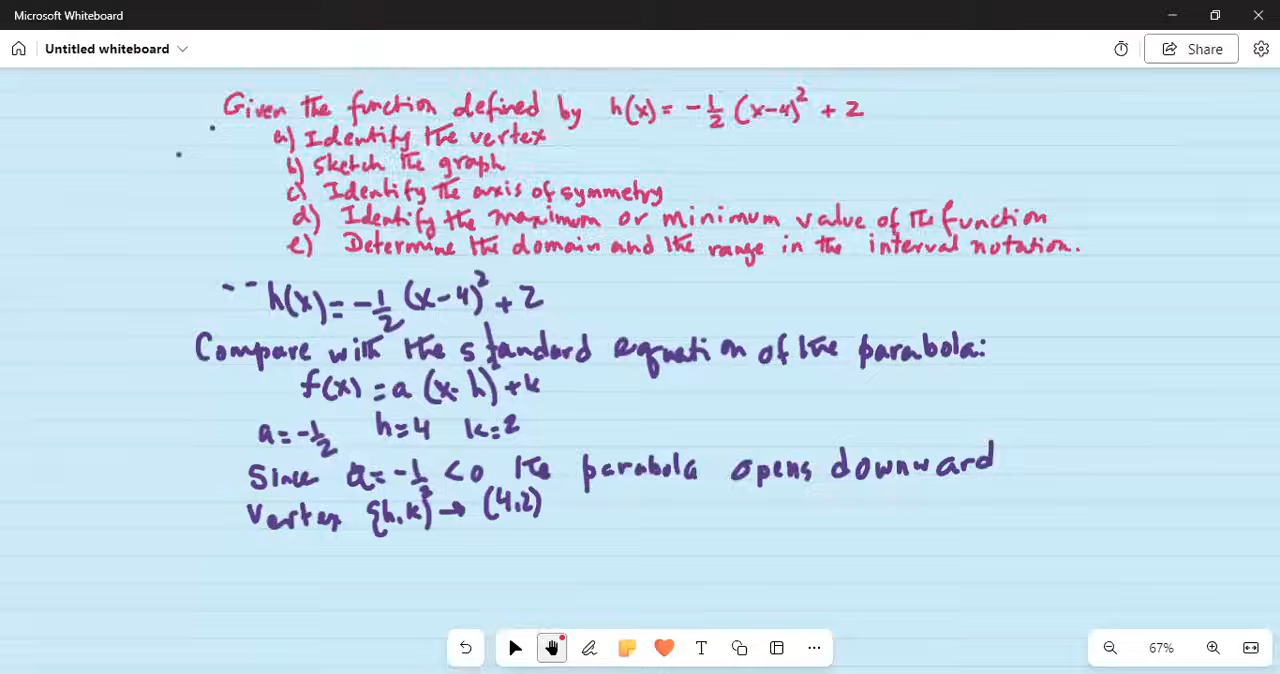 Microsoft Whiteboard
Untitled whiteboard
Share
Given the function defined by h(x) = -1/2 (x-4)² + 2
a) Identify the vertex
b) Sketch the graph
c) Identify the axis of symmetry
d) Identify the maximum or minimum value of the function
e) Determine the domain and the range in the interval notation.
h(x) = -1/2 (x-4)² + 2
Compare with the standard equation of the parabola:
f(x) = a (x-h)² + k
a = -1/2 h = 4 k = 2
Since a = -1/2 < 0 the parabola opens downward
Vertex {h,k} → (4,2)
67%